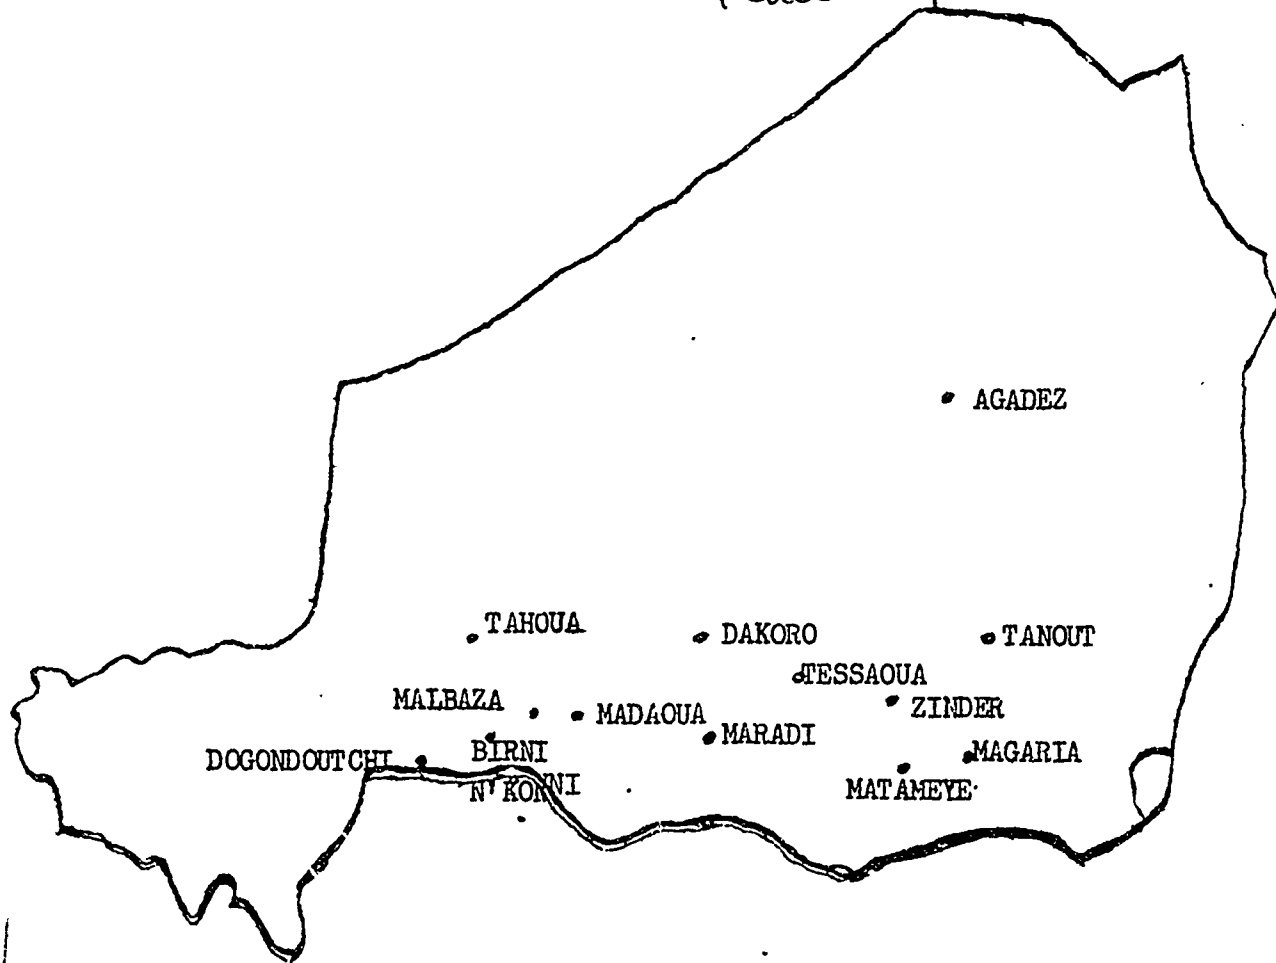 AGADEZ
TAHOUA
DAKORO
TANOUT
TESSAOUA
MALBAZA
MADAOUA
ZINDER
MARADI
BIRNI
N'KONNI
DOGONDOUTCHI
MAGARIA
MATAMEYE